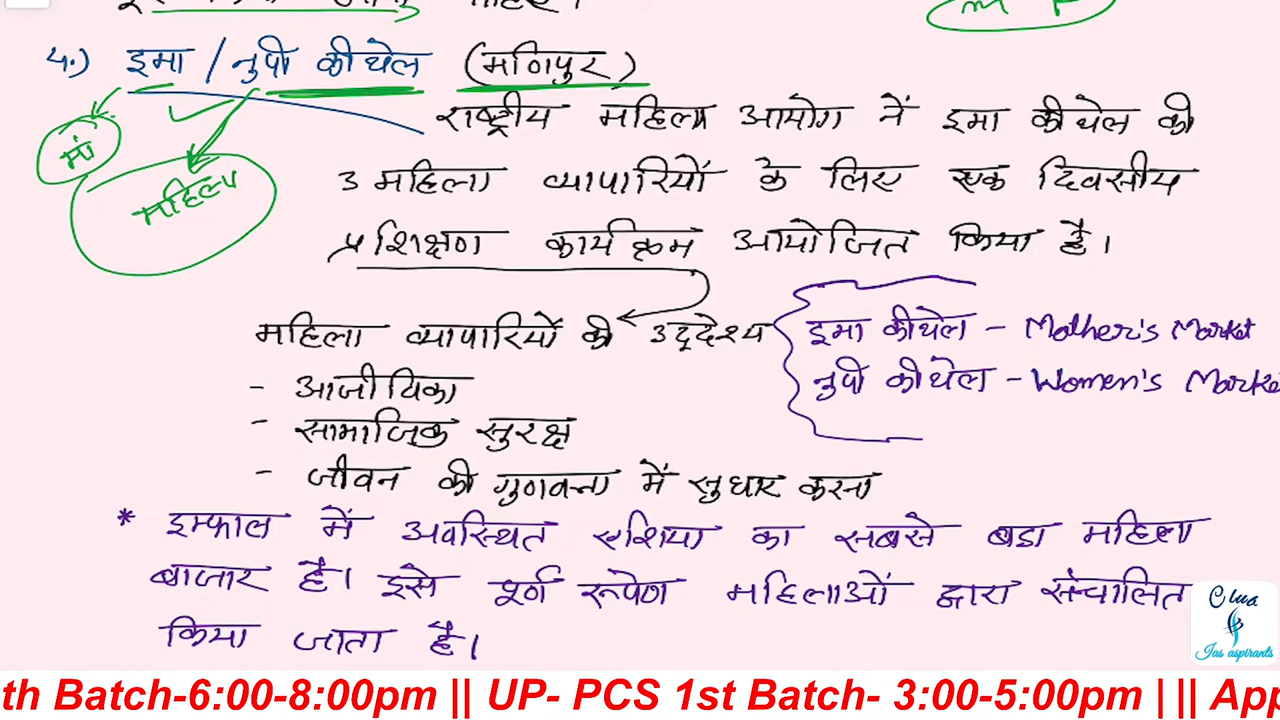 4.) इमा / नुपी कीथेल (मणिपुर)
माँ
महिला
राष्ट्रीय महिला आयोग नें इमा कीथेल की
3 महिला व्यापारियों के लिए एक दिवसीय
प्रशिक्षण कार्यक्रम आयोजित किया है।
महिला व्यापारियों की उद्देश्य
- आजीविका
- सामाजिक सुरक्ष
- जीवन की गुणवत्ता में सुधार करना
इमा कीथेल - Mother's Market
नुपी कीथेल - Women's Marke
* इम्फाल में अवस्थित एशिया का सबसे बडा महिला
बाजार है। इसे पूर्ण रूपेण महिलाओं द्वारा संचालित
किया जाता है।
Ias aspirants
th Batch-6:00-8:00pm || UP- PCS 1st Batch- 3:00-5:00pm | || App